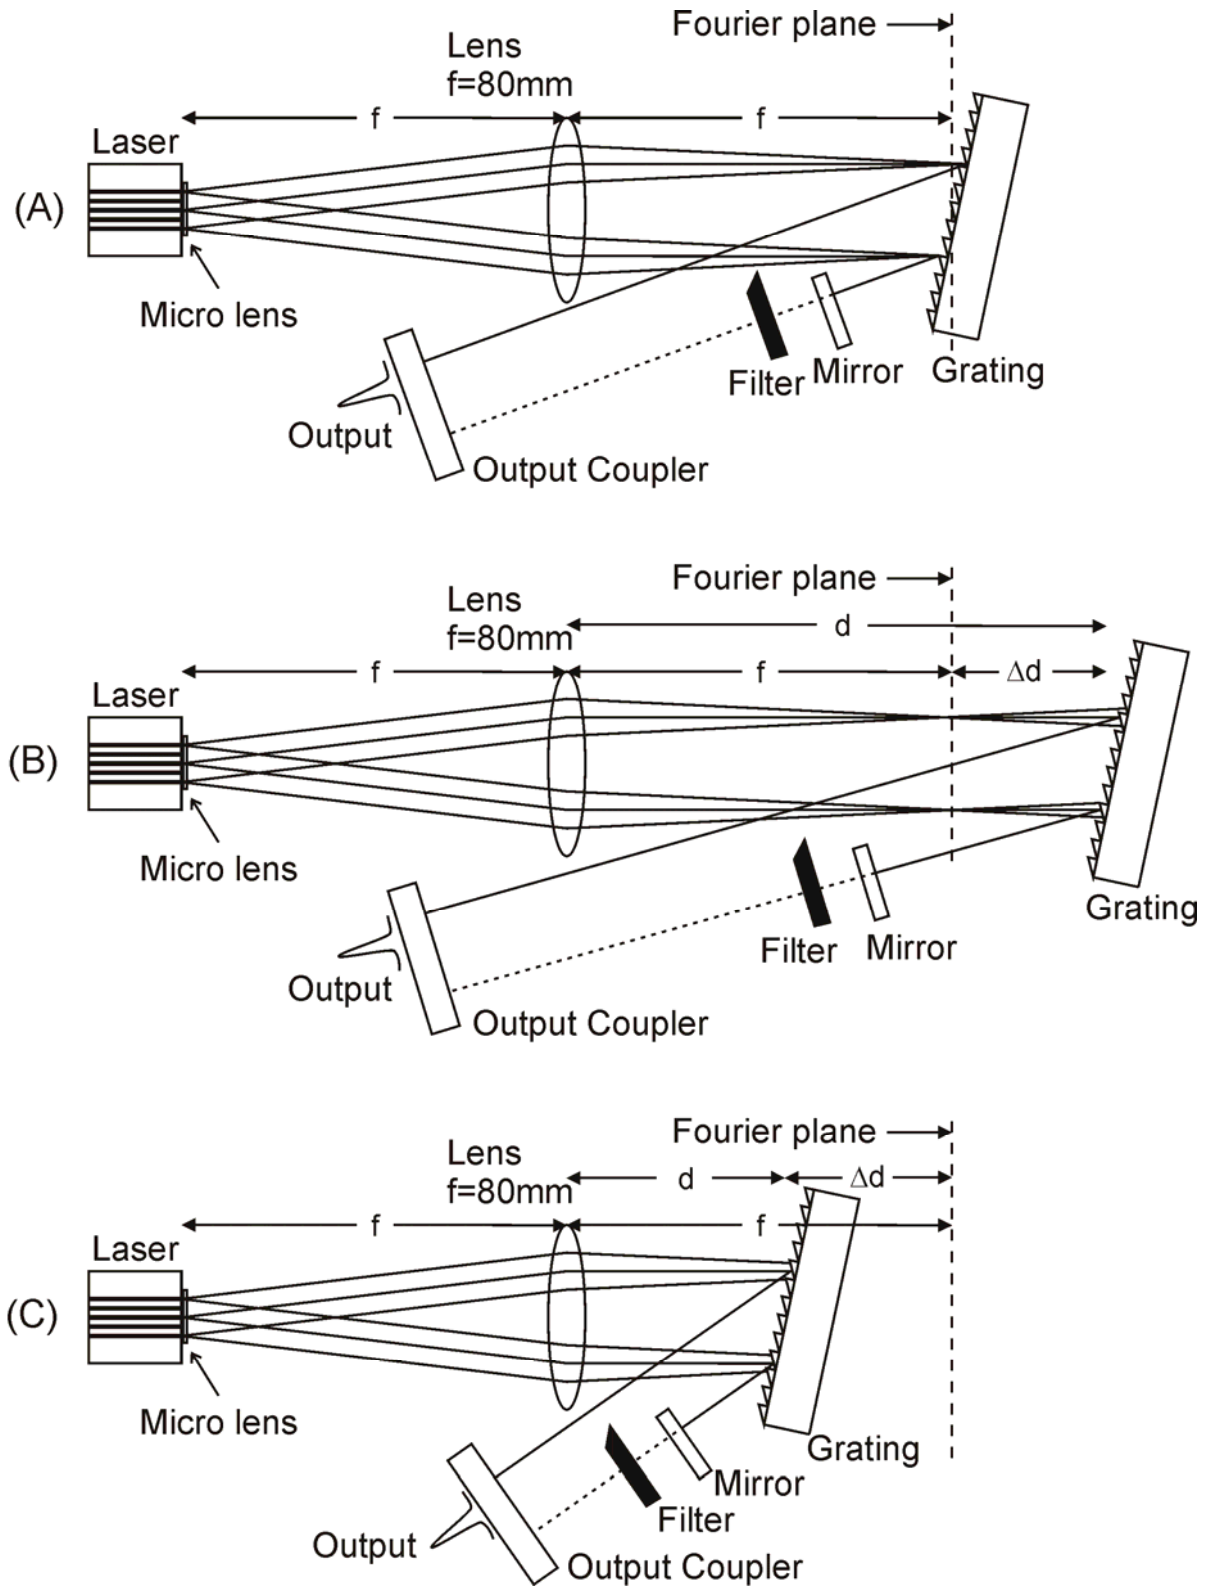 Fourier plane
Lens
f=80mm
f
f
Laser
(A)
Micro lens
Filter
Mirror
Grating
Output
Output Coupler
Fourier plane
Lens
f=80mm
d
f
f
Δd
Laser
(B)
Micro lens
Grating
Filter
Mirror
Output
Output Coupler
Fourier plane
Lens
f=80mm
d
Δd
f
f
Laser
(C)
Micro lens
Grating
Mirror
Filter
Output
Output Coupler